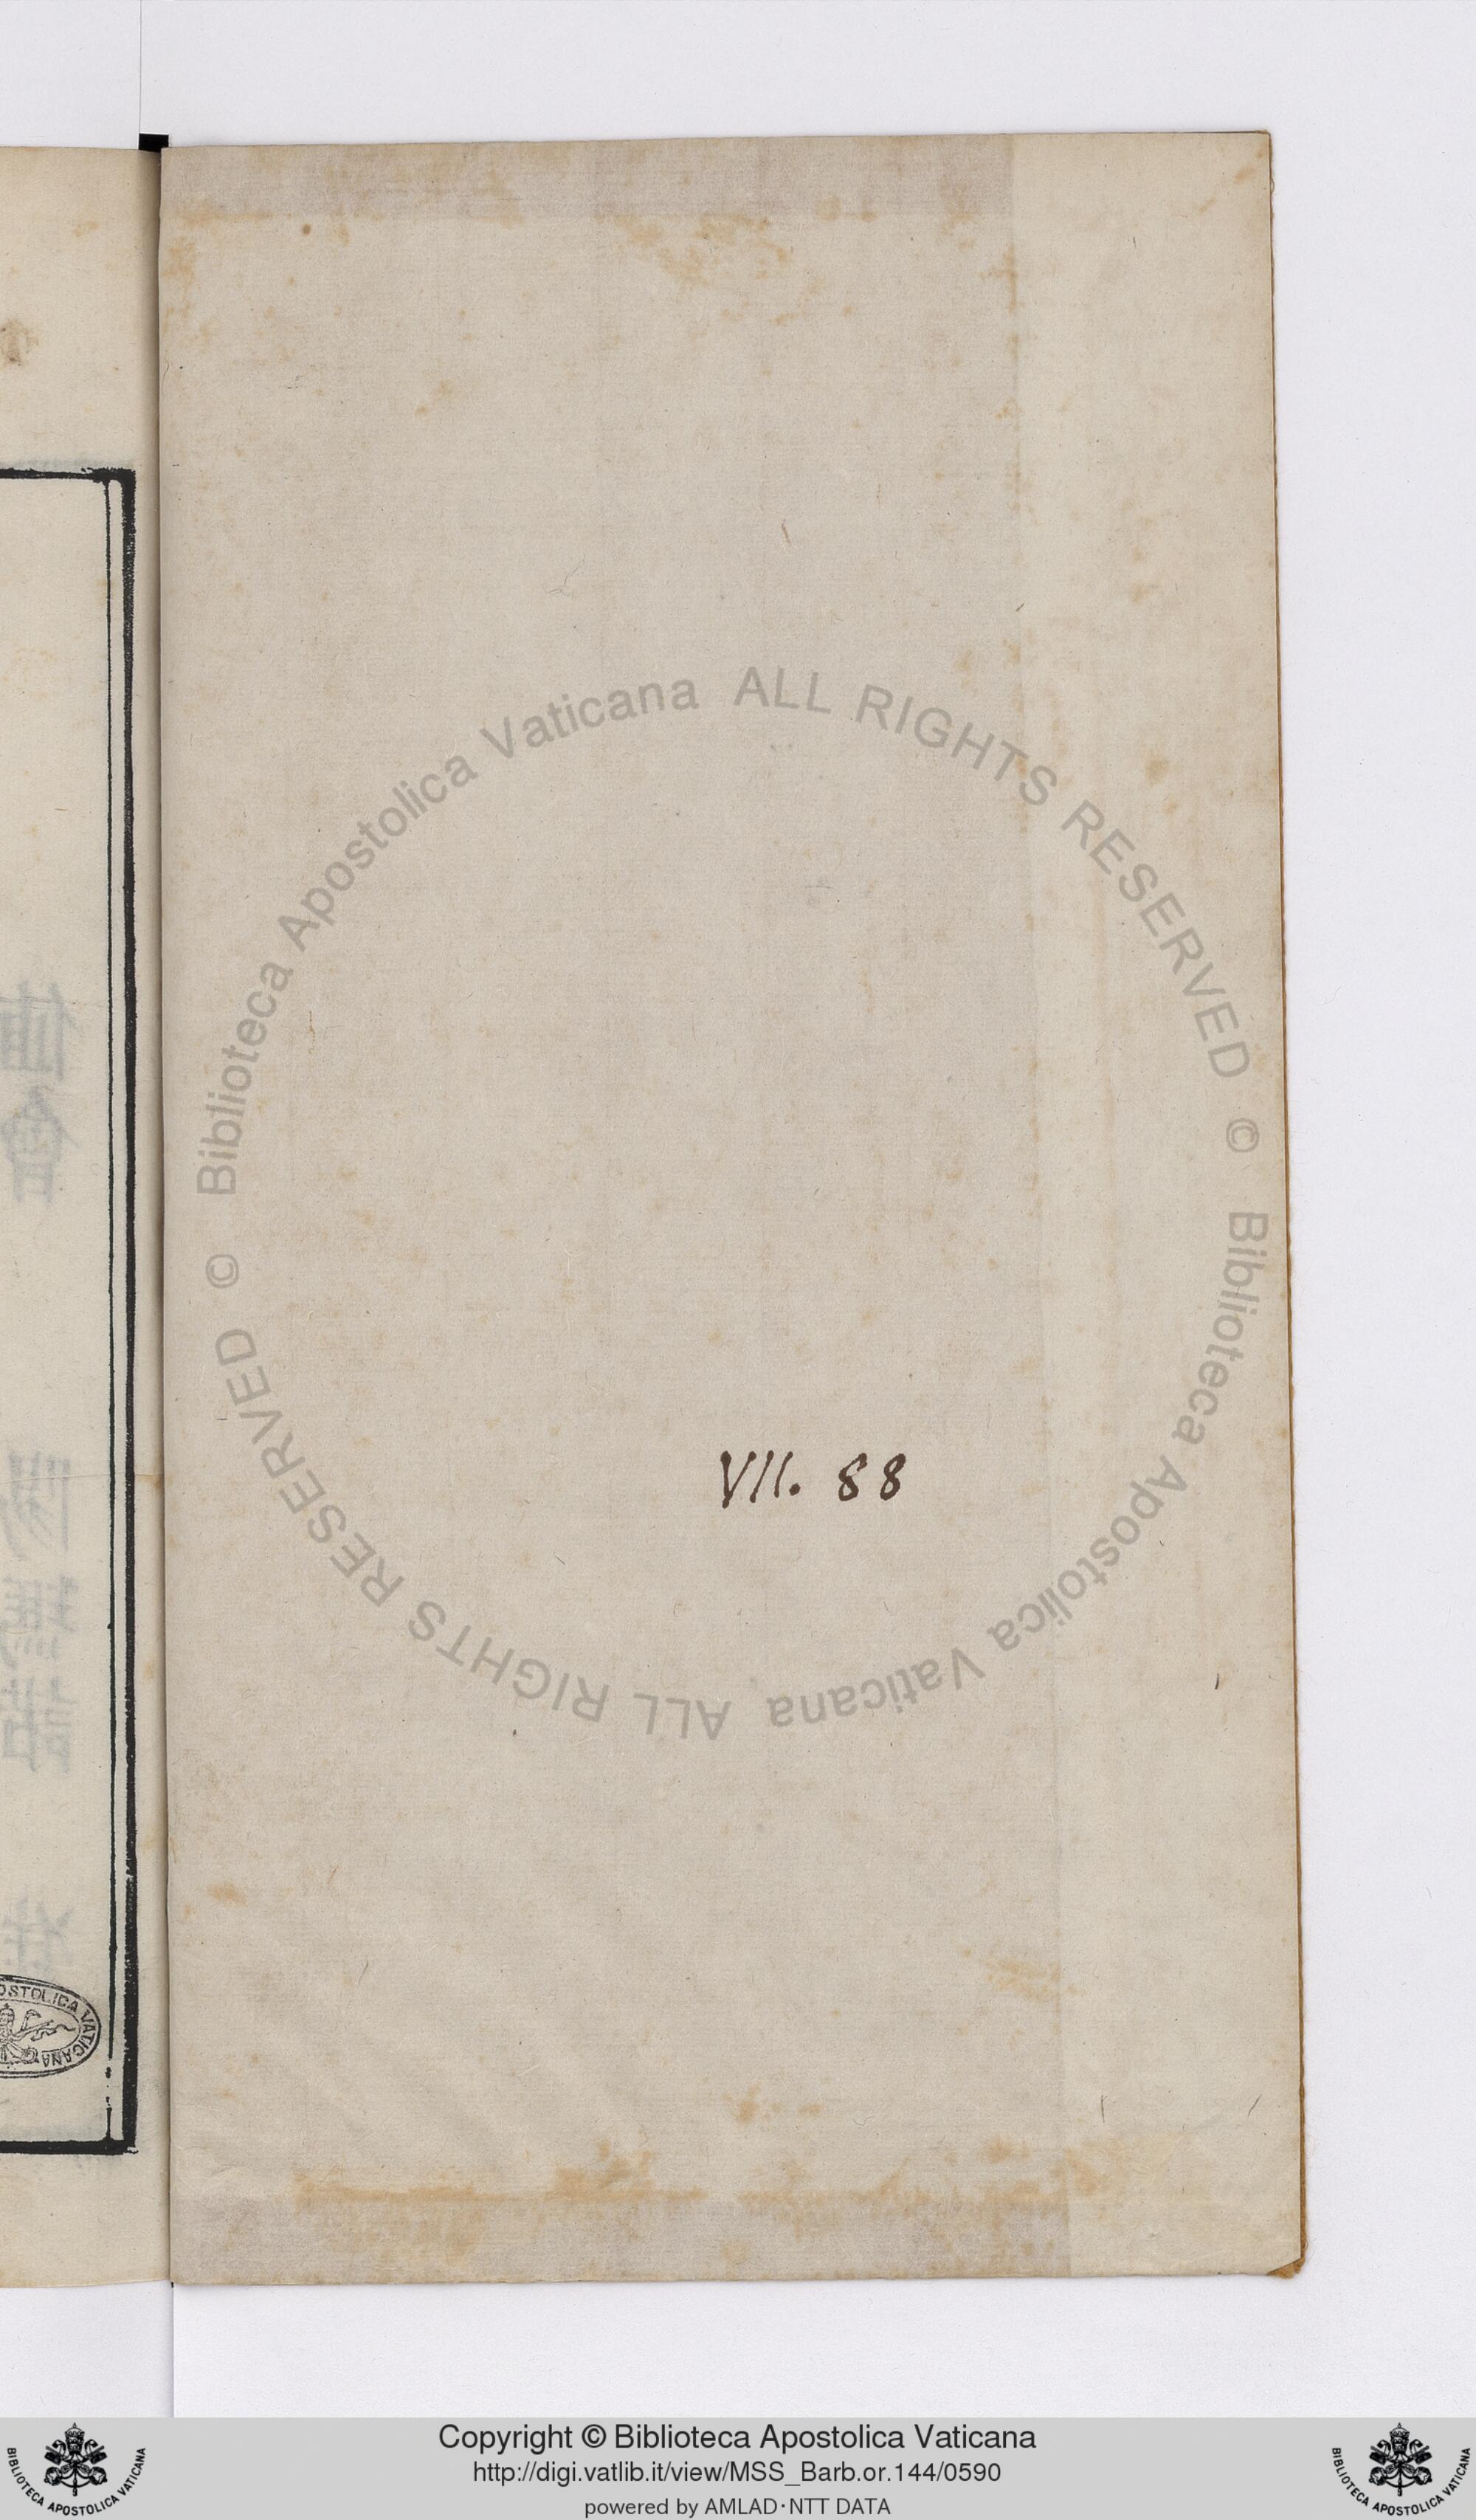 VII. 88
© Biblioteca Apostolica Vaticana ALL RIGHTS RESERVED © Biblioteca Apostolica Vaticana ALL RIGHTS RESERVED
OSTOLICA VATICANA
Copyright © Biblioteca Apostolica Vaticana
http://digi.vatlib.it/view/MSS_Barb.or.144/0590
powered by AMLAD·NTT DATA
BIBLIOTECA APOSTOLICA VATICANA
BIBLIOTECA APOSTOLICA VATICANA